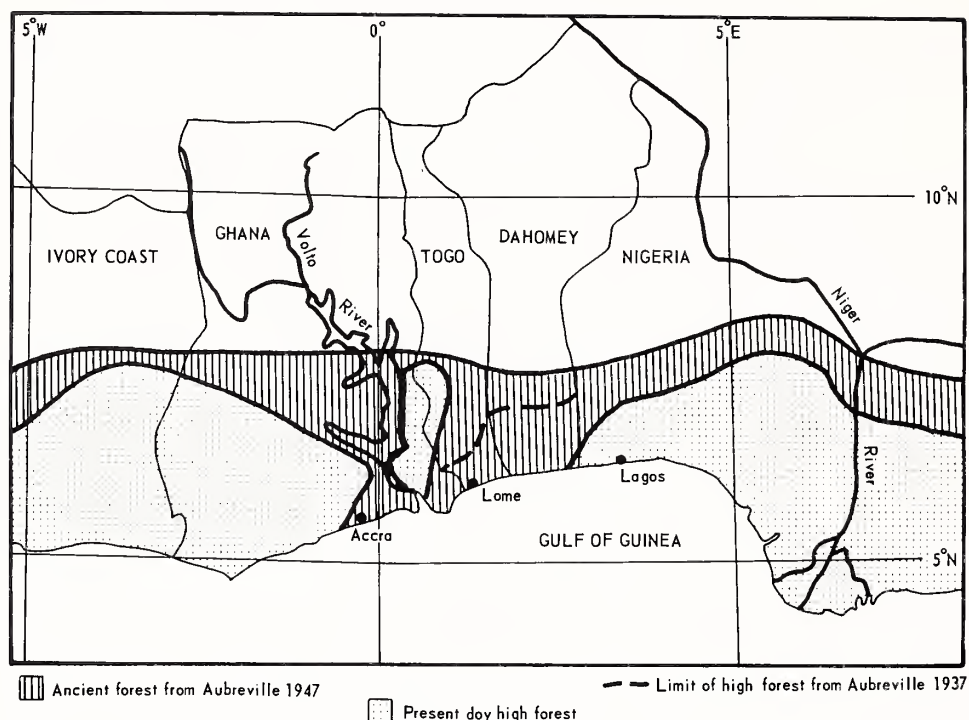 5°W
0°
5°E
10°N
IVORY COAST
GHANA
Volto
River
TOGO
DAHOMEY
NIGERIA
Niger
River
Accra
Lome
Lagos
GULF OF GUINEA
5°N
Ancient forest from Aubreville 1947
Limit of high forest from Aubreville 1937
Present day high forest